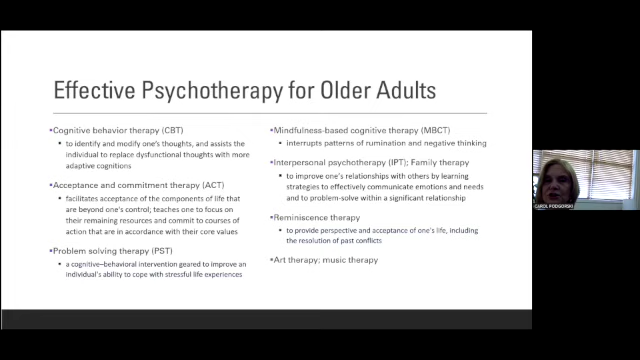 Effective Psychotherapy for Older Adults
▪Cognitive behavior therapy (CBT)
▪ to identify and modify one's thoughts, and assists the
individual to replace dysfunctional thoughts with more
adaptive cognitions
▪Acceptance and commitment therapy (ACT)
▪ facilitates acceptance of the components of life that
are beyond one's control; teaches one to focus on
their remaining resources and commit to courses of
action that are in accordance with their core values
▪Problem solving therapy (PST)
▪ a cognitive–behavioral intervention geared to improve an
individual's ability to cope with stressful life experiences
▪Mindfulness-based cognitive therapy (MBCT)
▪ interrupts patterns of rumination and negative thinking
▪Interpersonal psychotherapy (IPT); Family therapy
▪ to improve one's relationships with others by learning
strategies to effectively communicate emotions and needs
and to problem-solve within a significant relationship
▪Reminiscence therapy
▪ to provide perspective and acceptance of one's life, including
the resolution of past conflicts
▪Art therapy; music therapy
CAROL PODGORSKI